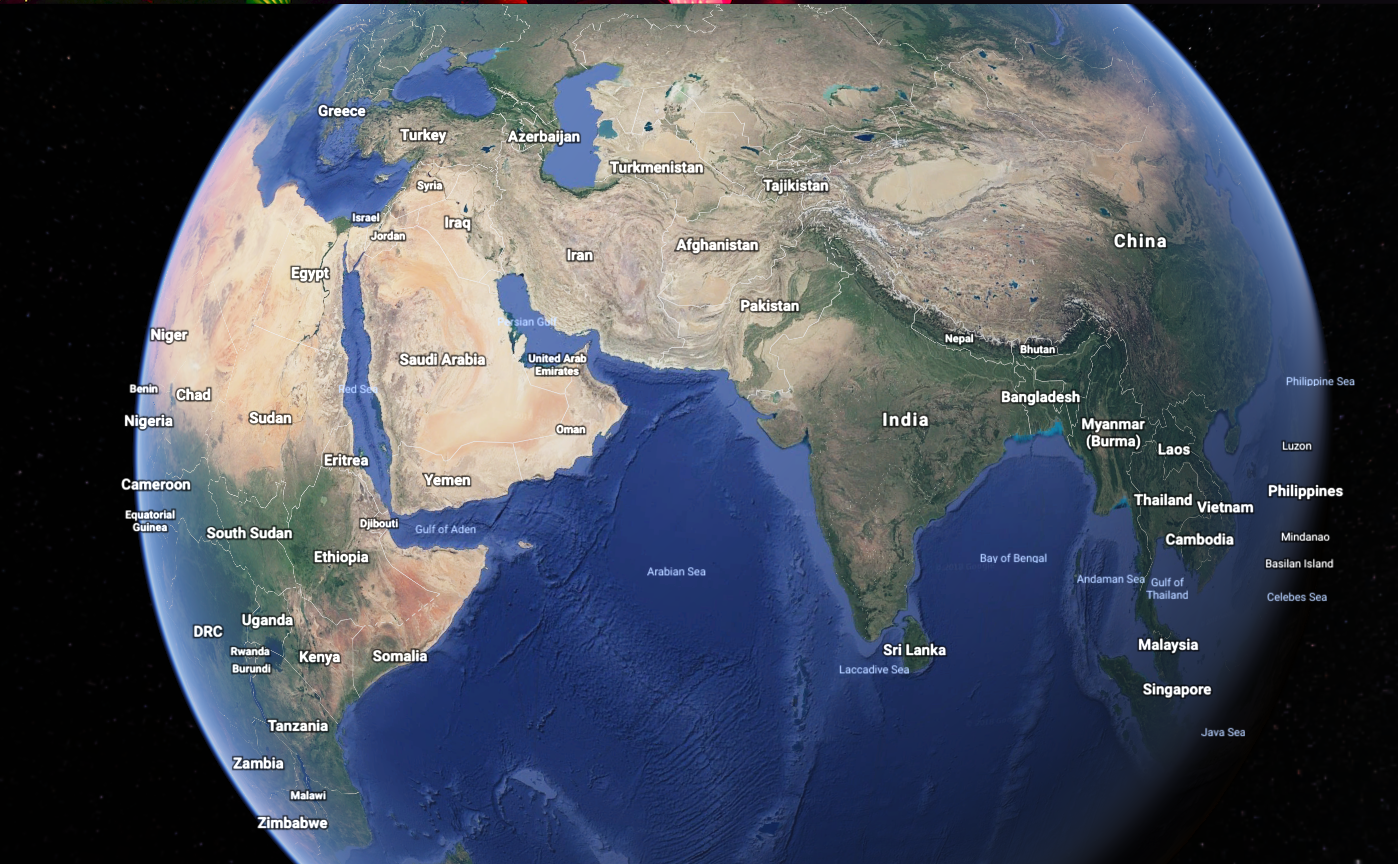 Greece
Turkey
Azerbaijan
Turkmenistan
Tajikistan
Syria
Israel
Iraq
Jordan
Iran
Afghanistan
China
Egypt
Pakistan
Persian Gulf
Niger
Nepal
Bhutan
Saudi Arabia
United Arab
Emirates
Philippine Sea
Benin
Chad
Red Sea
Bangladesh
Nigeria
Sudan
India
Myanmar
(Burma)
Oman
Laos
Luzon
Eritrea
Cameroon
Yemen
Thailand
Vietnam
Philippines
Equatorial
Guinea
Djibouti
Gulf of Aden
South Sudan
Cambodia
Mindanao
Ethiopia
Bay of Bengal
Basilan Island
Arabian Sea
Andaman Sea
Gulf of
Thailand
Celebes Sea
Uganda
DRC
Rwanda
Burundi
Kenya
Somalia
Sri Lanka
Malaysia
Laccadive Sea
Singapore
Tanzania
Java Sea
Zambia
Malawi
Zimbabwe